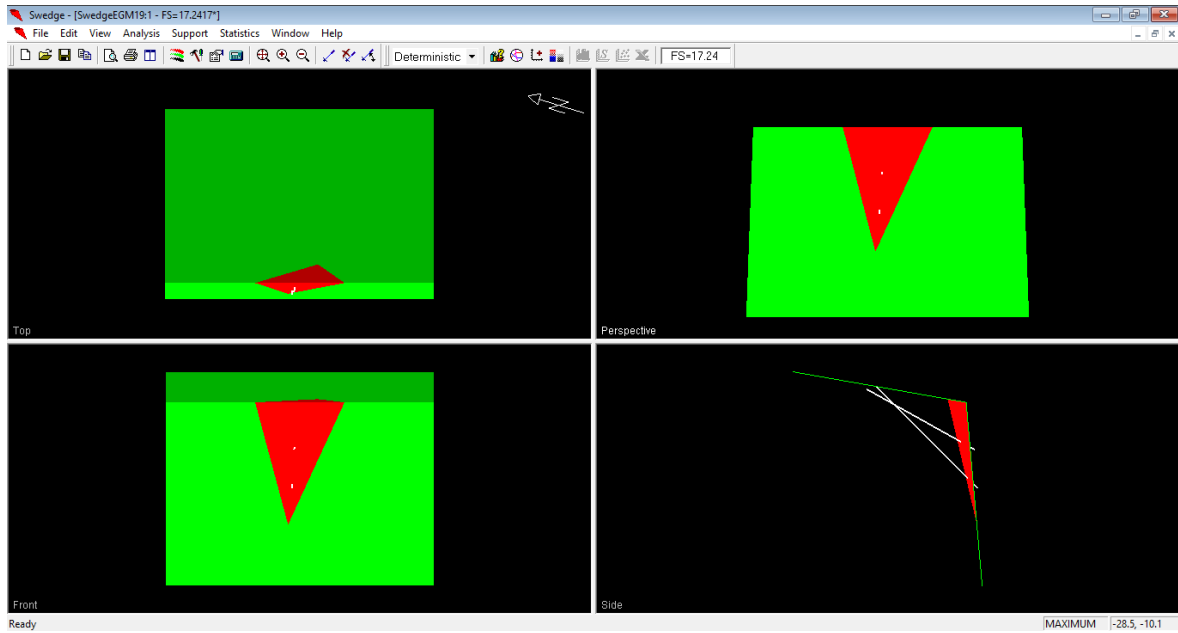 Swedge - [SwedgeEGM19:1 - FS=17.2417*]
File Edit View Analysis Support Statistics Window Help
Deterministic FS=17.24
Top
Perspective
Front
Side
Ready MAXIMUM -28.5, -10.1